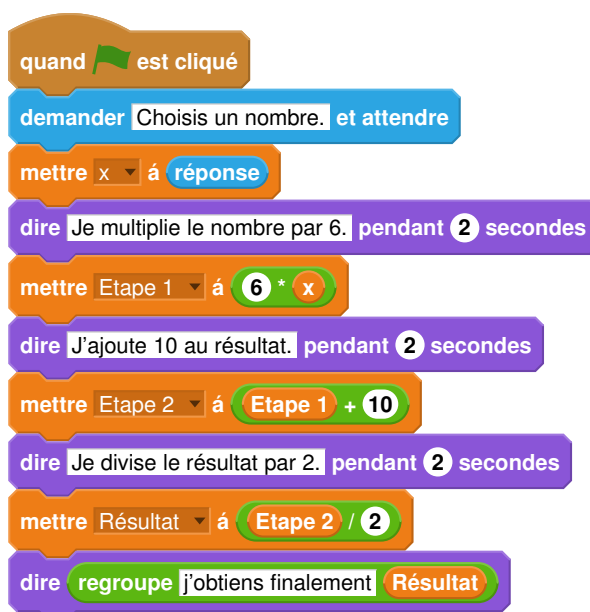 quand est cliqué
demander Choisis un nombre. et attendre
mettre x á réponse
dire Je multiplie le nombre par 6. pendant 2 secondes
mettre Etape 1 á 6 * x
dire J'ajoute 10 au résultat. pendant 2 secondes
mettre Etape 2 á Etape 1 + 10
dire Je divise le résultat par 2. pendant 2 secondes
mettre Résultat á Etape 2 / 2
dire regroupe j'obtiens finalement Résultat